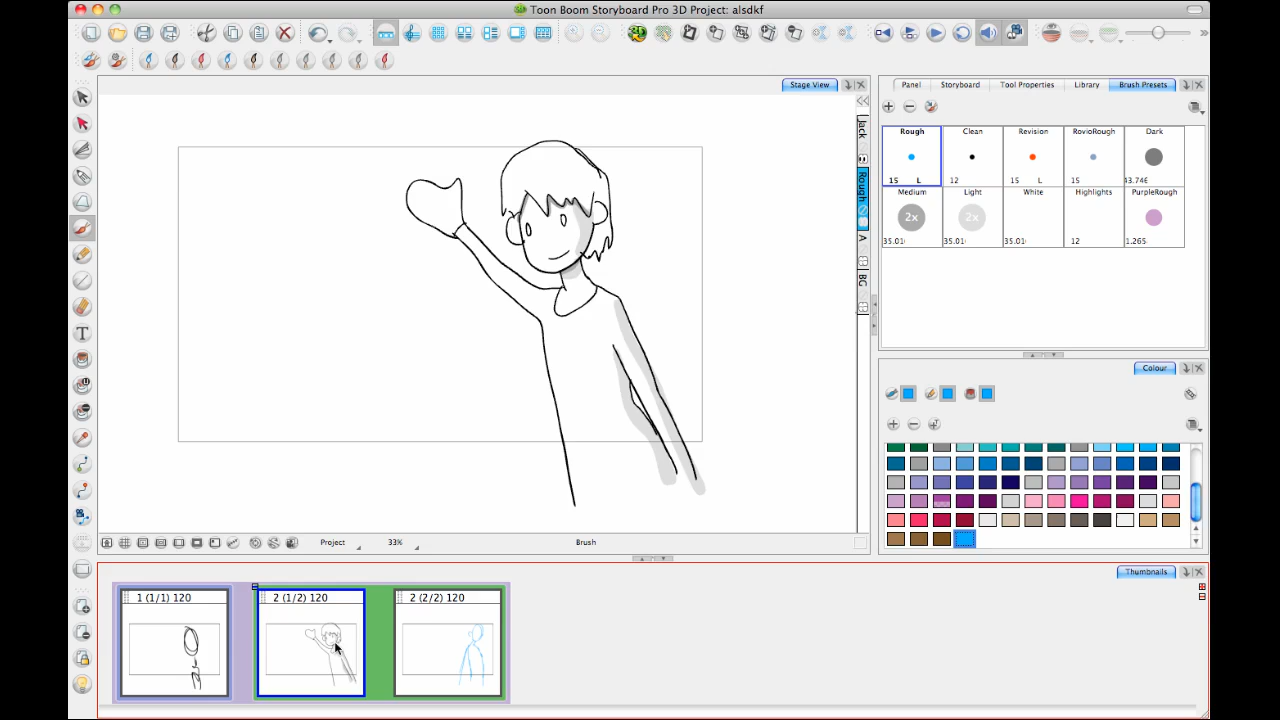 Toon Boom Storyboard Pro 3D Project: alsdkf
Stage View
Panel Storyboard Tool Properties Library Brush Presets
Rough Clean Revision RovioRough Dark
15 L 12 15 L 15 43.74€
Medium Light White Highlights PurpleRough
2x 2x
35.01 35.01 35.01 12 1.265
Jack
Rough
A
BG
Colour
T
Project 33% Brush
Thumbnails
1 (1/1) 120 2 (1/2) 120 2 (2/2) 120